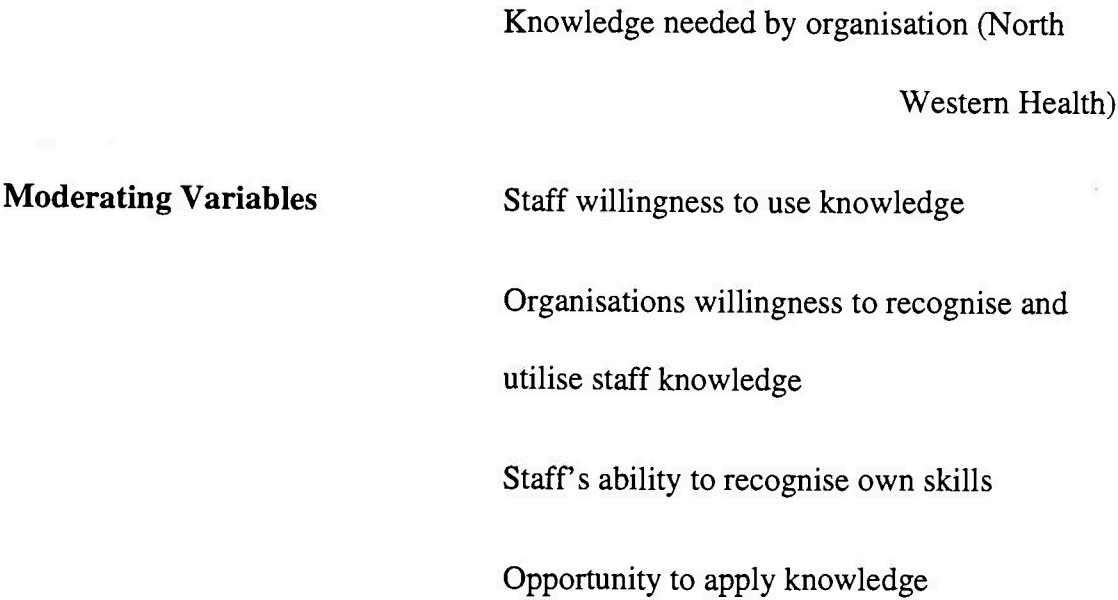 Knowledge needed by organisation (North
Western Health)
Moderating Variables Staff willingness to use knowledge
Organisations willingness to recognise and
utilise staff knowledge
Staff's ability to recognise own skills
Opportunity to apply knowledge